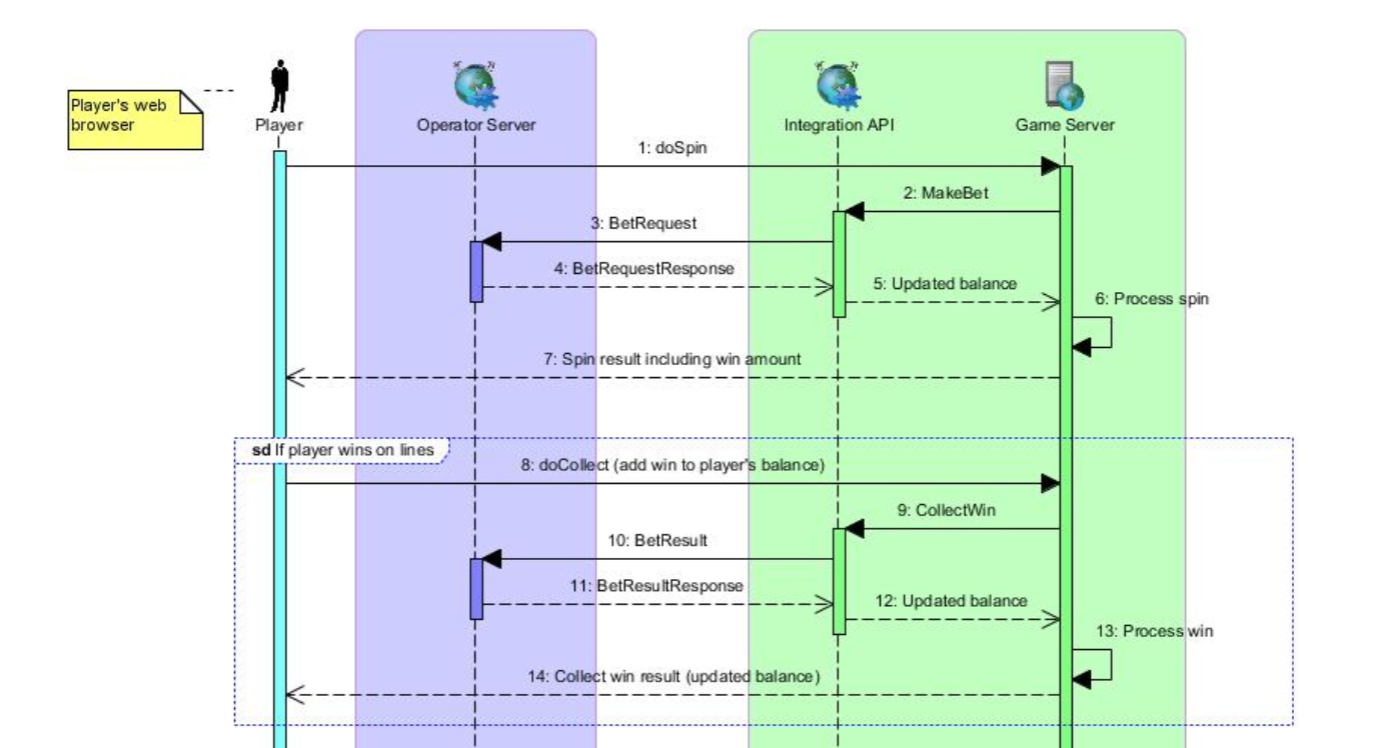 Player's web
browser
Player
Operator Server
Integration API
Game Server
1: doSpin
2: MakeBet
3: BetRequest
4: BetRequestResponse
5: Updated balance
6: Process spin
7: Spin result including win amount
sd If player wins on lines
8: doCollect (add win to player's balance)
9: CollectWin
10: BetResult
11: BetResultResponse
12: Updated balance
13: Process win
14: Collect win result (updated balance)